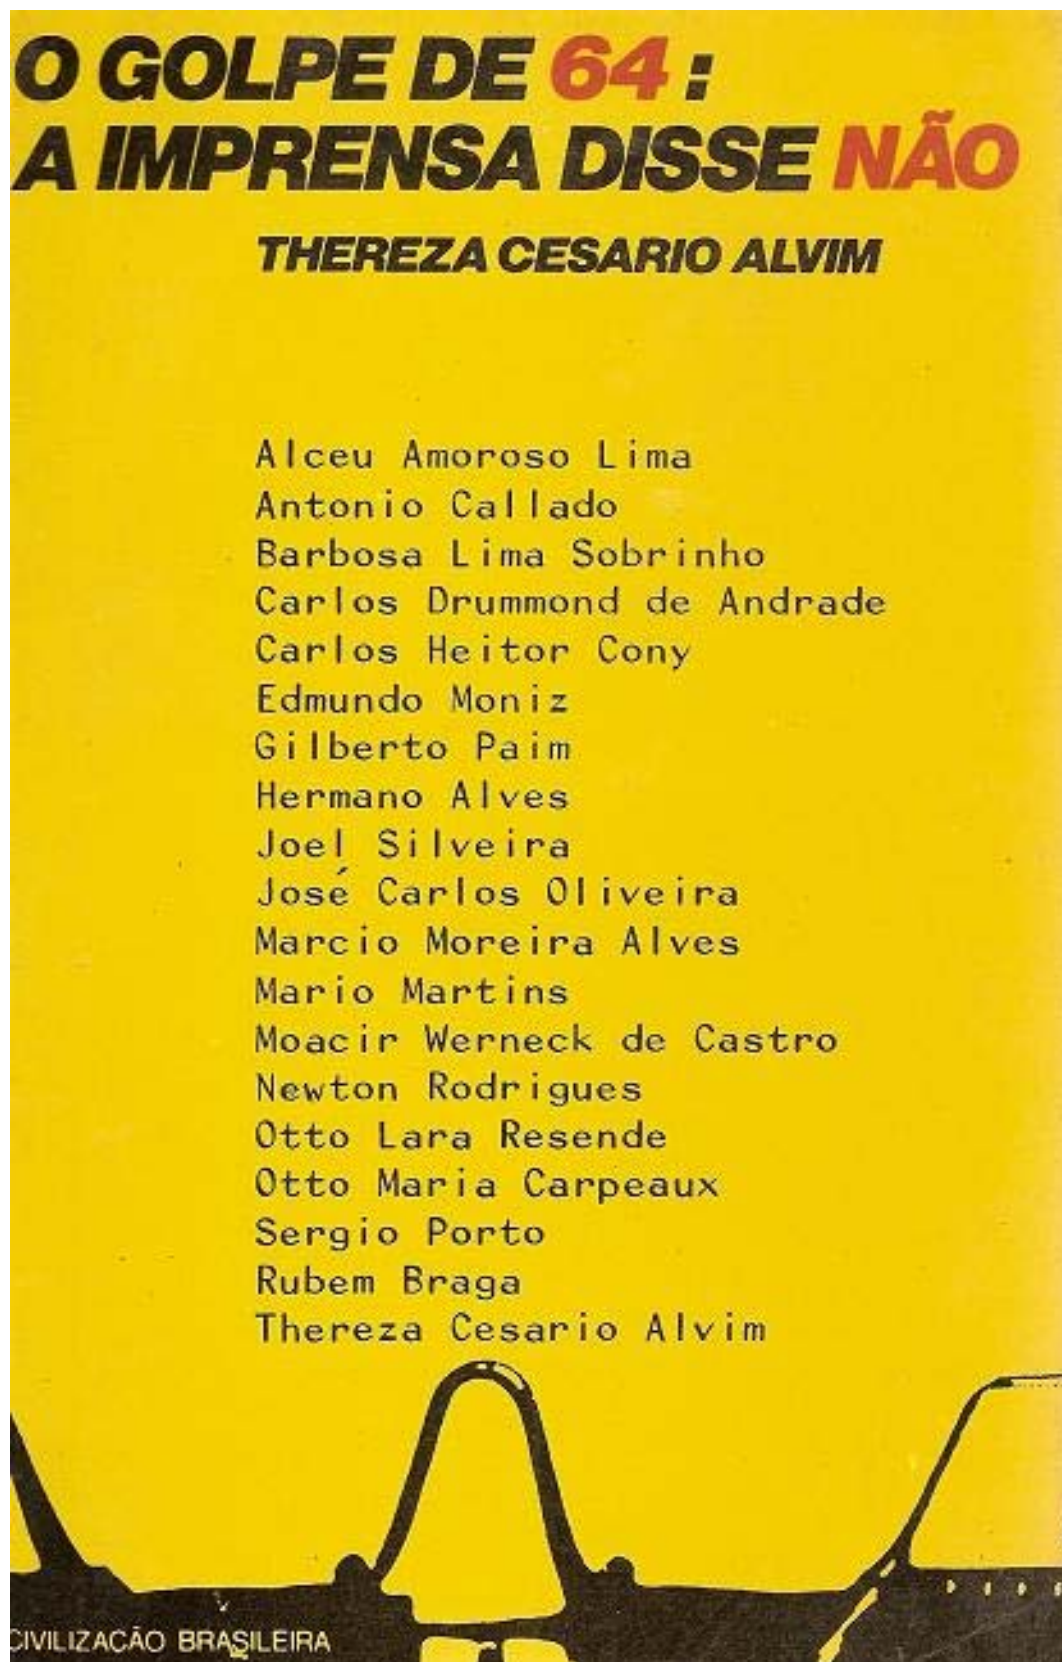 O GOLPE DE 64:
A IMPRENSA DISSE NÃO
THEREZA CESARIO ALVIM
Alceu Amoroso Lima
Antonio Callado
Barbosa Lima Sobrinho
Carlos Drummond de Andrade
Carlos Heitor Cony
Edmundo Moniz
Gilberto Paim
Hermano Alves
Joel Silveira
José Carlos Oliveira
Marcio Moreira Alves
Mario Martins
Moacir Werneck de Castro
Newton Rodrigues
Otto Lara Resende
Otto Maria Carpeaux
Sergio Porto
Rubem Braga
Thereza Cesario Alvim
CIVILIZAÇÃO BRASILEIRA